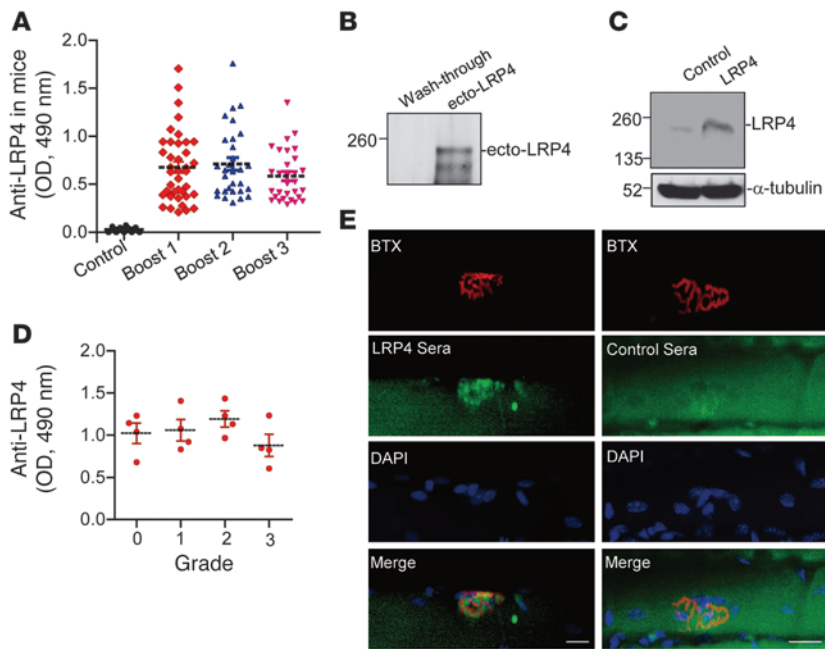 A
Anti-LRP4 in mice
(OD, 490 nm)
2.0
1.5
1.0
0.5
0.0
Control
Boost 1
Boost 2
Boost 3
B
Wash-through
ecto-LRP4
260
ecto-LRP4
C
Control
LRP4
260
135
52
LRP4
α-tubulin
D
Anti-LRP4
(OD, 490 nm)
2.0
1.5
1.0
0.5
0.0
0 1 2 3
Grade
E
BTX
BTX
LRP4 Sera
Control Sera
DAPI
DAPI
Merge
Merge